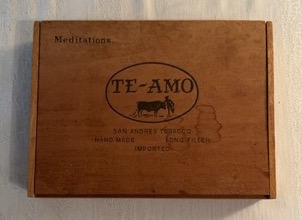 Meditations
TE-AMO
SAN ANDRES TOBACCO
HAND MADE LONG FILLER
IMPORTED